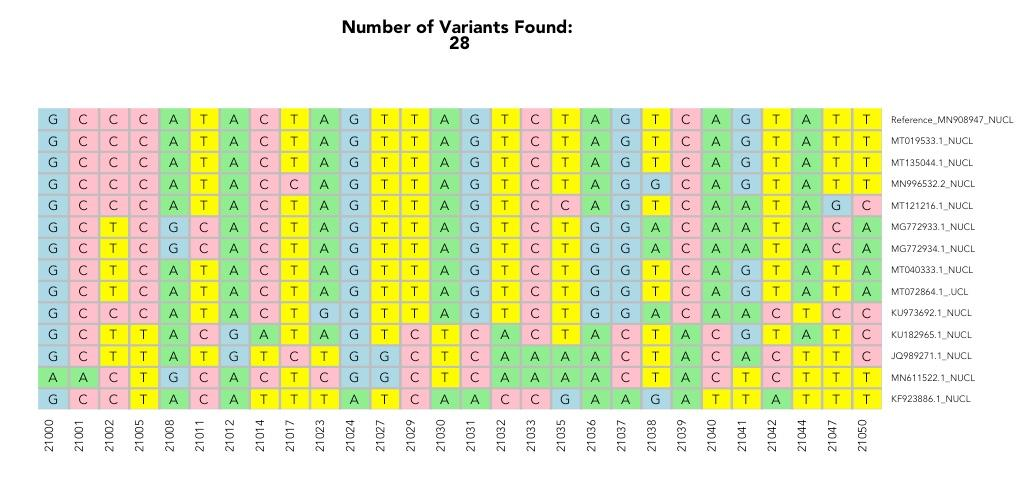 Number of Variants Found:
28
G C C C A T A C T A G T T A G T C T A G T C A G T A T T Reference_MN908947_NUCL
G C C C A T A C T A G T T A G T C T A G T C A G T A T T MT019533.1_NUCL
G C C C A T A C T A G T T A G T C T A G T C A G T A T T MT135044.1_NUCL
G C C C A T A C C A G T T A G T C T A G G C A G T A T T MN996532.2_NUCL
G C C C A T A C T A G T T A G T C C A G T C A A T A G C MT121216.1_NUCL
G C T C G C A C T A G T T A G T C T G G A C A A T A C A MG772933.1_NUCL
G C T C G C A C T A G T T A G T C T G G A C A A T A C A MG772934.1_NUCL
G C T C A T A C T A G T T A G T C T G G T C A G T A T A MT040333.1_NUCL
G C T C A T A C T A G T T A G T C T G G T C A G T A T A MT072864.1_.UCL
G C C C A T A C T G G T T A G T C T G G A C A A C T C C KU973692.1_NUCL
G C T T A C G A T A G T C T C A C T A C T A C G T A T C KU182965.1_NUCL
G C T T A T G T C T G G C T C A A A A C T A C A C T T C JQ989271.1_NUCL
A A C T G C A C T C G G C T C A A A A C T A C T C T T T MN611522.1_NUCL
G C C T A C A T T T A T C A A C C G A A G A T T A T T T KF923886.1_NUCL
21000 21001 21002 21005 21008 21011 21012 21014 21017 21023 21024 21027 21029 21030 21031 21032 21033 21035 21036 21037 21038 21039 21040 21041 21042 21044 21047 21050